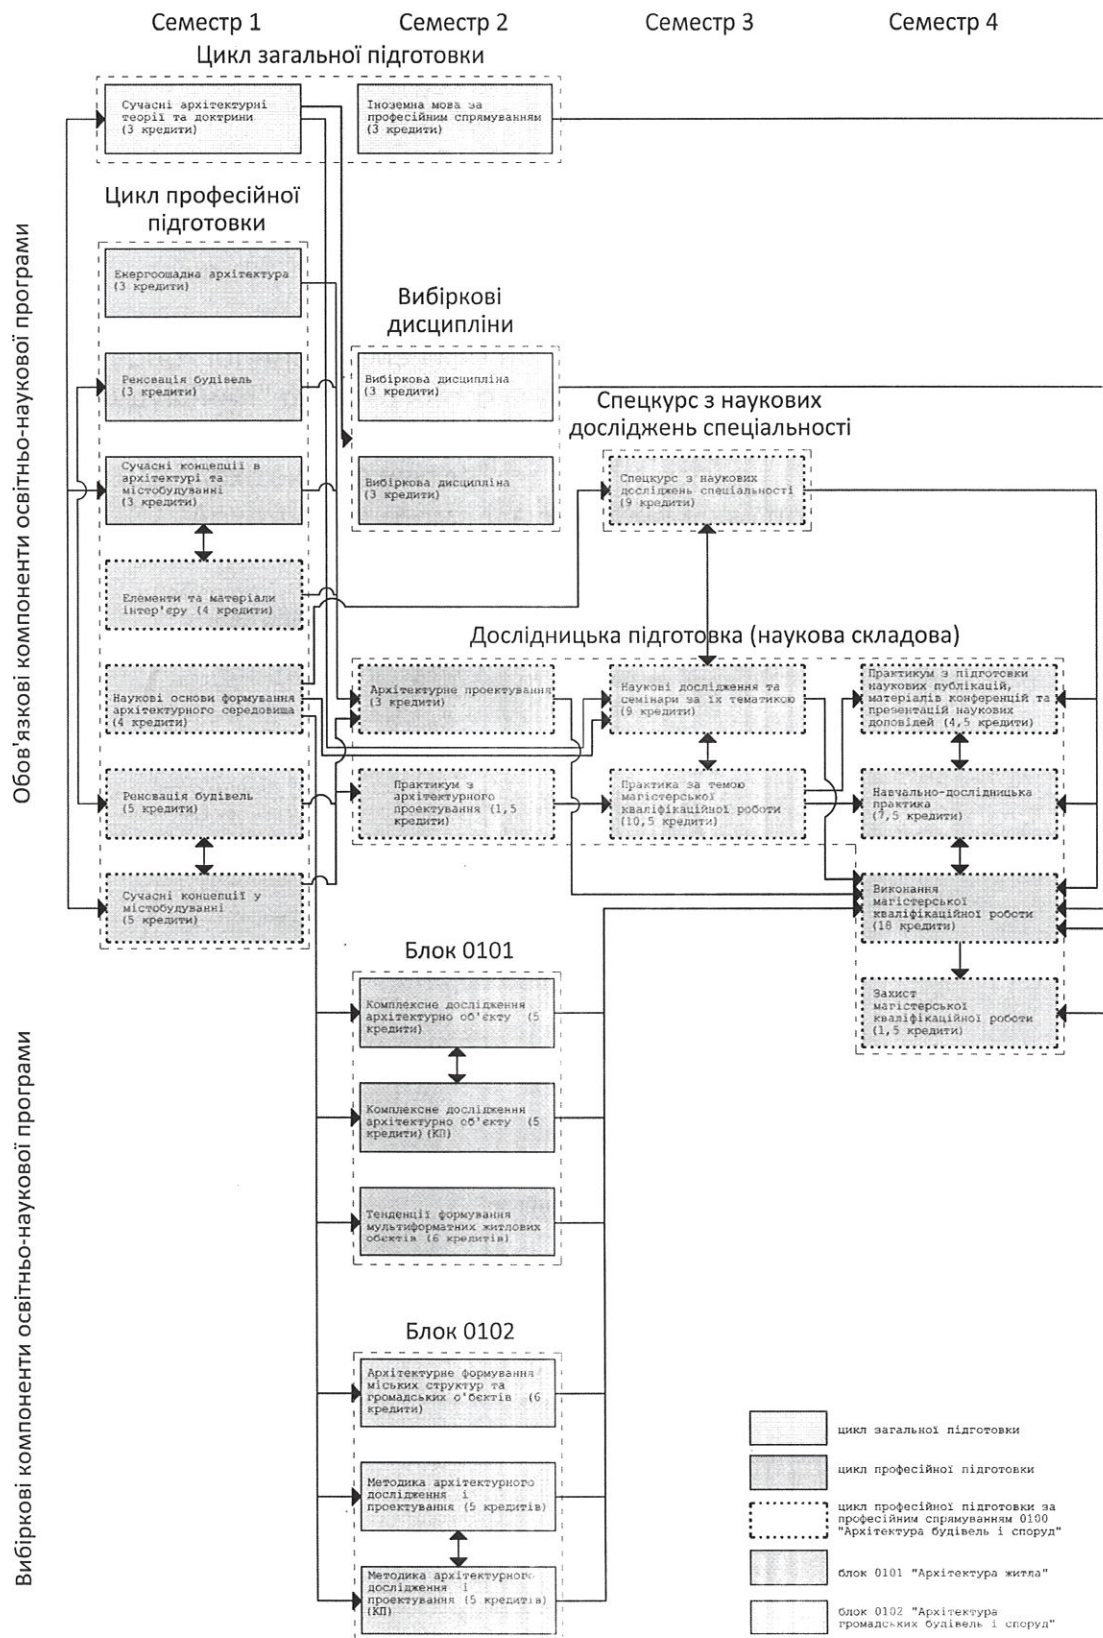 Семестр 1
Семестр 2
Семестр 3
Семестр 4
Цикл загальної підготовки
Сучасні архітектурні
теорії та доктрини
(3 кредити)
Іноземна мова за
професійним спрямуванням
(3 кредити)
Обов'язкові компоненти освітньо-наукової програми
Цикл професійної
підготовки
Енергоощадна архітектура
(3 кредити)
Реновація будівель
(3 кредити)
Сучасні концепції в
архітектурі та
містобудуванні
(3 кредити)
Елементи та матеріали
інтер'єру (4 кредити)
Наукові основи формування
архітектурного середовища
(4 кредити)
Реновація будівель
(5 кредити)
Сучасні концепції у
містобудуванні
(5 кредити)
Вибіркові
дисципліни
Вибіркова дисципліна
(3 кредити)
Вибіркова дисципліна
(3 кредити)
Спецкурс з наукових
досліджень спеціальності
Спецкурс з наукових
досліджень спеціальності
(9 кредити)
Дослідницька підготовка (наукова складова)
Архітектурне проектування
(3 кредити)
Практикум з
архітектурного
проектування (1,5
кредити)
Наукові дослідження та
семінари за їх тематикою
(9 кредити)
Практика за темою
магістерської
кваліфікаційної роботи
(10,5 кредити)
Практикум з підготовки
наукових публікацій,
матеріалів конференцій та
презентацій наукових
доповідей (4,5 кредити)
Навчально-дослідницька
практика
(7,5 кредити)
Виконання
магістерської
кваліфікаційної роботи
(18 кредити)
Захист
магістерської
кваліфікаційної роботи
(1,5 кредити)
Вибіркові компоненти освітньо-наукової програми
Блок 0101
Комплексне дослідження
архітектурно об'єкту (5
кредити)
Комплексне дослідження
архітектурно об'єкту (5
кредити) (КП)
Тенденції формування
мультиформатних житлових
обєктів (6 кредитів)
Блок 0102
Архітектурне формування
міських структур та
громадських о'бєктів (6
кредити)
Методика архітектурного
дослідження і
проектування (5 кредитів)
Методика архітектурного
дослідження і
проектування (5 кредитів)
(КП)
цикл загальної підготовки
цикл професійної підготовки
цикл професійної підготовки за
професійним спрямуванням 0100
"Архітектура будівель і споруд"
блок 0101 "Архітектура житла"
блок 0102 "Архітектура
громадських будівель і споруд"